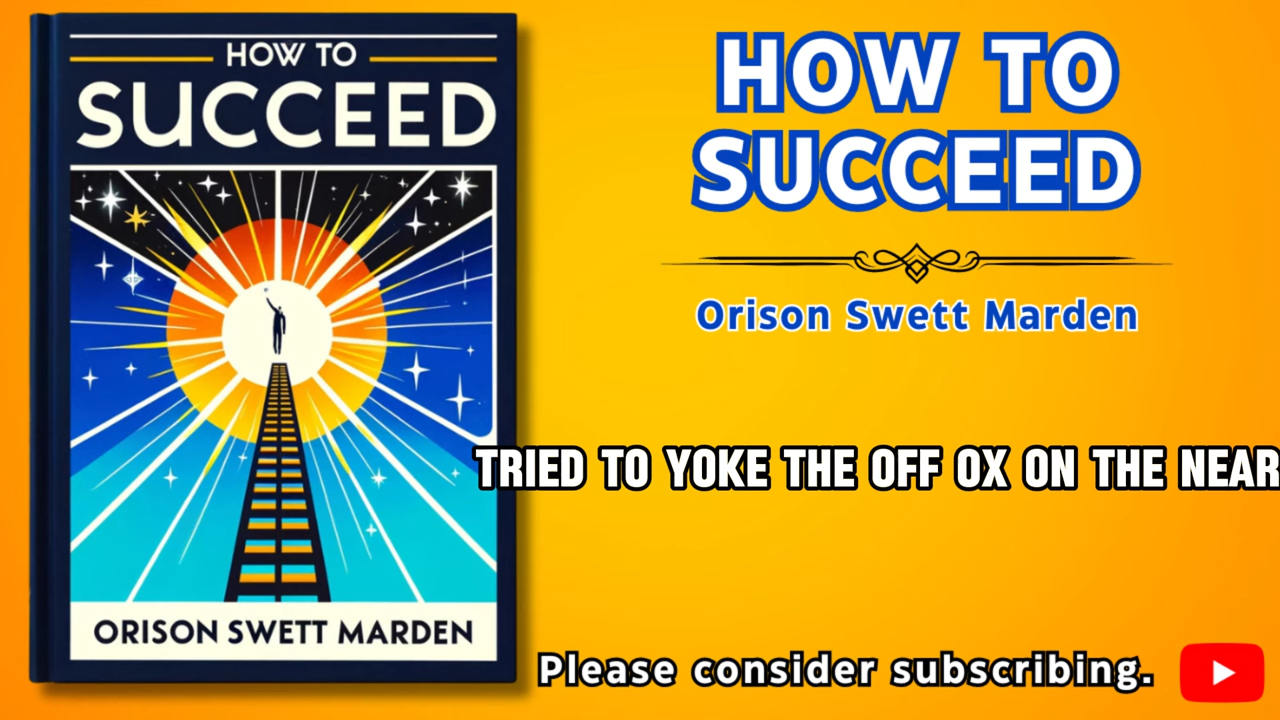 HOW TO
SUCCEED
ORISON SWETT MARDEN
HOW TO
SUCCEED
Orison Swett Marden
TRIED TO YOKE THE OFF OX ON THE NEAR
Please consider subscribing.